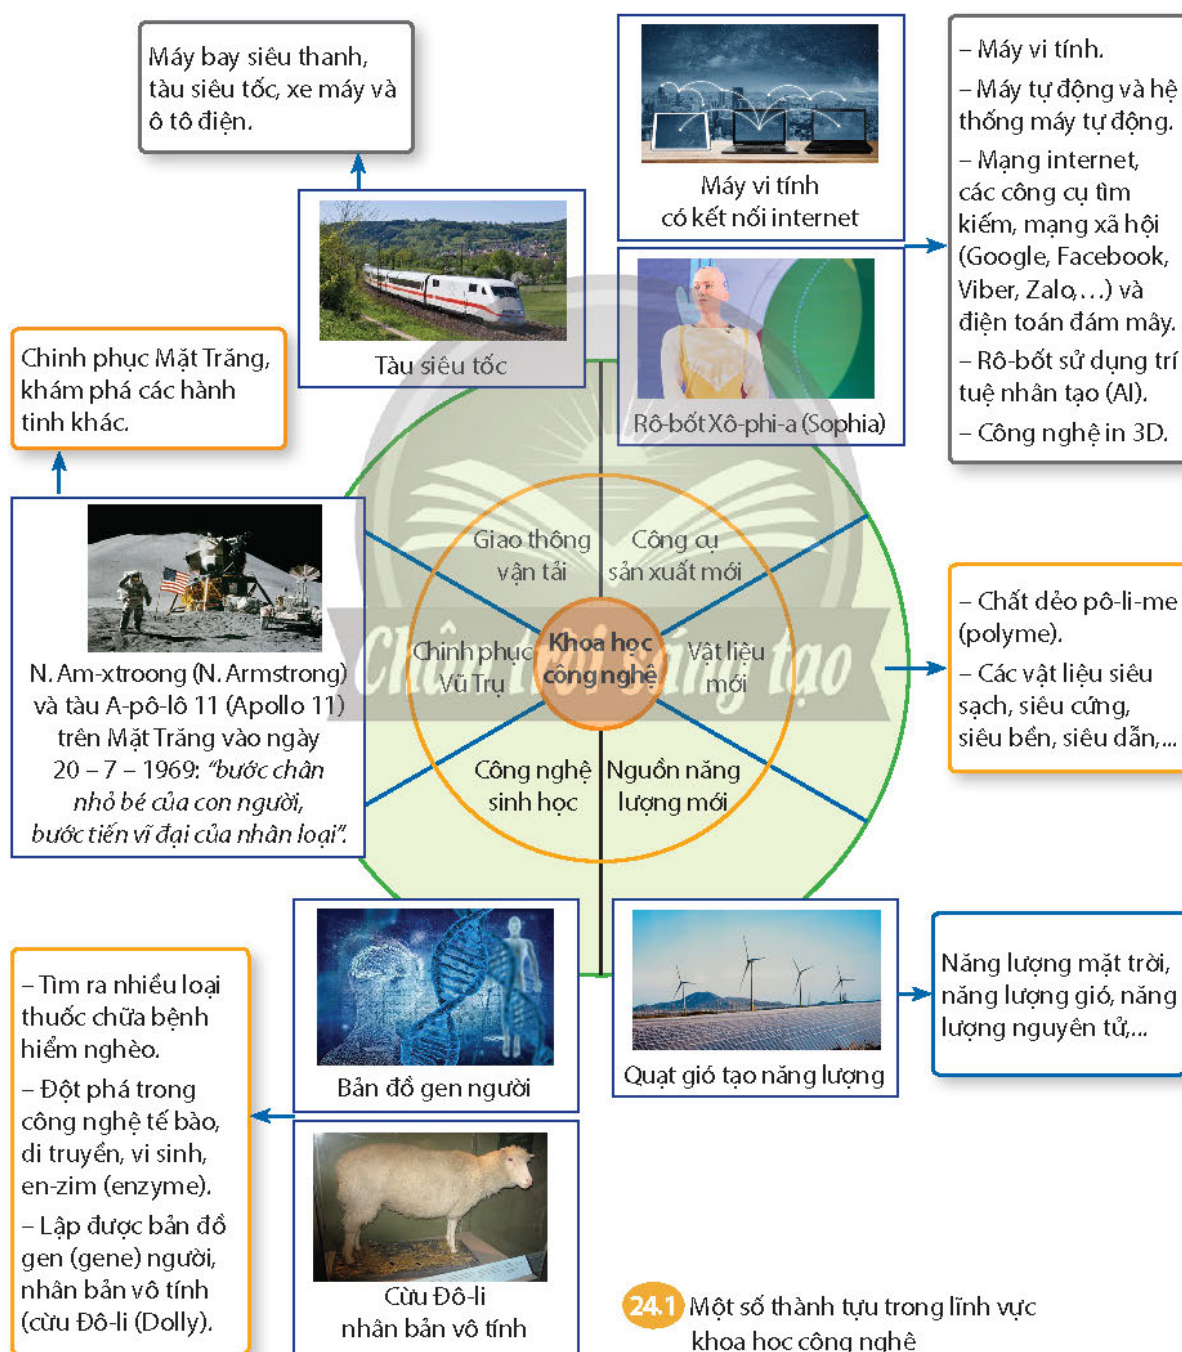 Máy bay siêu thanh,
tàu siêu tốc, xe máy và
ô tô điện.
Tàu siêu tốc
Máy vi tính
có kết nối internet
Rô-bốt Xô-phi-a (Sophia)
– Máy vi tính.
– Máy tự động và hệ
thống máy tự động.
– Mạng internet,
các công cụ tìm
kiếm, mạng xã hội
(Google, Facebook,
Viber, Zalo,…) và
điện toán đám mây.
– Rô-bốt sử dụng trí
tuệ nhân tạo (AI).
– Công nghệ in 3D.
Chinh phục Mặt Trăng,
khám phá các hành
tinh khác.
N. Am-xtroong (N. Armstrong)
và tàu A-pô-lô 11 (Apollo 11)
trên Mặt Trăng vào ngày
20 – 7 – 1969: “bước chân
nhỏ bé của con người,
bước tiến vĩ đại của nhân loại”.
Giao thông
vận tải
Công cụ
sản xuất mới
Chinh phục
Vũ Trụ
Khoa học
công nghệ
Vật liệu
mới
Công nghệ
sinh học
Nguồn năng
lượng mới
Chân trời sáng tạo
– Chất dẻo pô-li-me
(polyme).
– Các vật liệu siêu
sạch, siêu cứng,
siêu bền, siêu dẫn,...
– Tìm ra nhiều loại
thuốc chữa bệnh
hiểm nghèo.
– Đột phá trong
công nghệ tế bào,
di truyền, vi sinh,
en-zim (enzyme).
– Lập được bản đồ
gen (gene) người,
nhân bản vô tính
(cừu Đô-li (Dolly).
Bản đồ gen người
Cừu Đô-li
nhân bản vô tính
Quạt gió tạo năng lượng
Năng lượng mặt trời,
năng lượng gió, năng
lượng nguyên tử,...
24.1 Một số thành tựu trong lĩnh vực
khoa học công nghệ